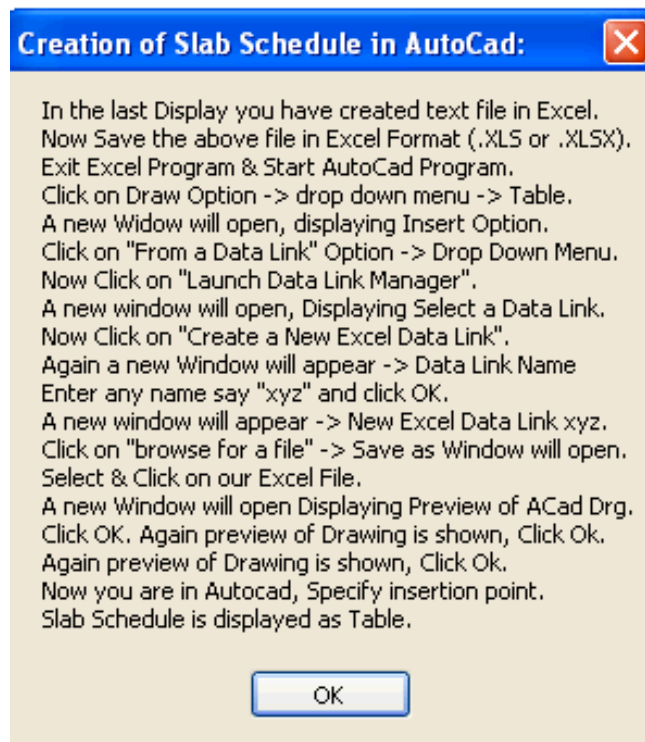 Creation of Slab Schedule in AutoCad:
In the last Display you have created text file in Excel.
Now Save the above file in Excel Format (.XLS or .XLSX).
Exit Excel Program & Start AutoCad Program.
Click on Draw Option -> drop down menu -> Table.
A new Widow will open, displaying Insert Option.
Click on "From a Data Link" Option -> Drop Down Menu.
Now Click on "Launch Data Link Manager".
A new window will open, Displaying Select a Data Link.
Now Click on "Create a New Excel Data Link".
Again a new Window will appear -> Data Link Name
Enter any name say "xyz" and click OK.
A new window will appear -> New Excel Data Link xyz.
Click on "browse for a file" -> Save as Window will open.
Select & Click on our Excel File.
A new Window will open Displaying Preview of ACad Drg.
Click OK. Again preview of Drawing is shown, Click Ok.
Again preview of Drawing is shown, Click Ok.
Now you are in Autocad, Specify insertion point.
Slab Schedule is displayed as Table.
OK